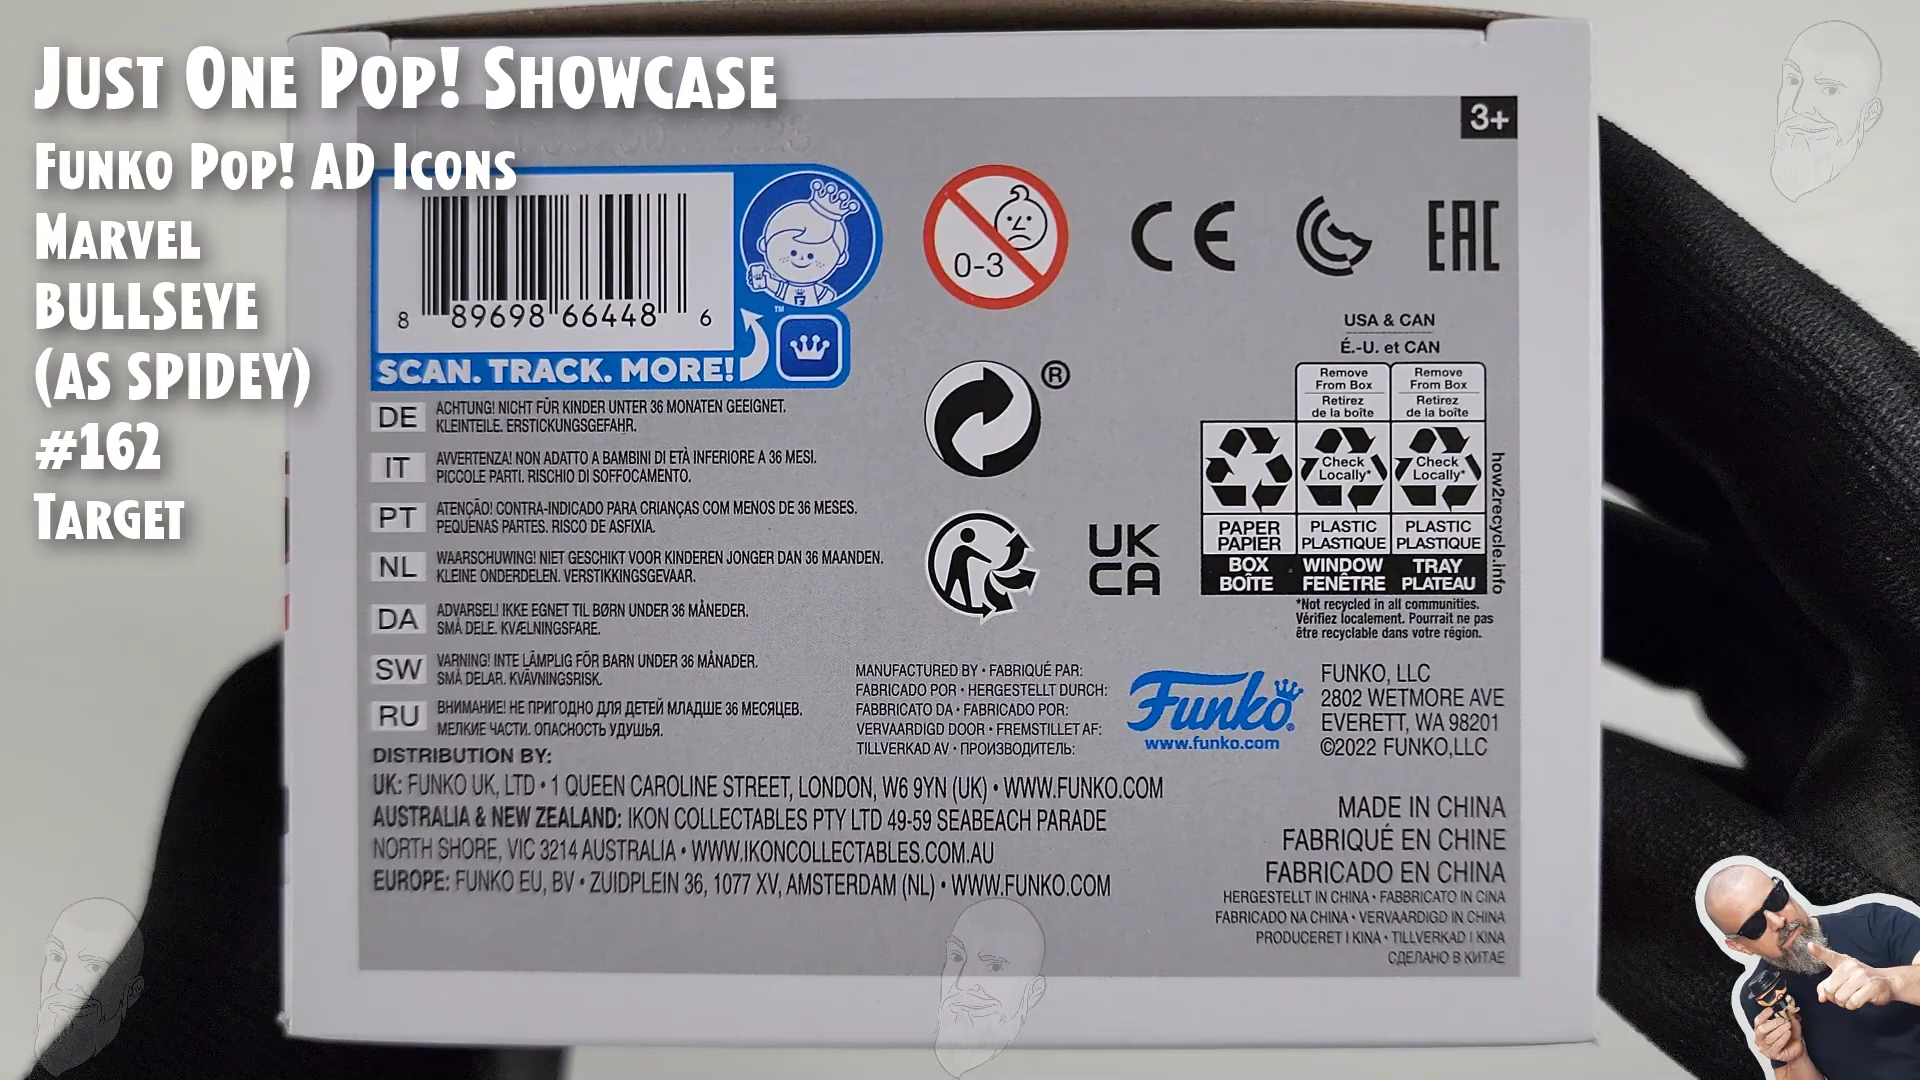 Just One Pop! Showcase
Funko Pop! AD Icons
Marvel
BULLSEYE
(AS SPIDEY)
#162
Target
3+
8 89698 66448 6
SCAN. TRACK. MORE!
TM
0-3
CE
EAC
USA & CAN
É.-U. et CAN
Remove From Box
Retirez de la boîte
Remove From Box
Retirez de la boîte
Check Locally*
Check Locally*
PAPER PAPIER
PLASTIC PLASTIQUE
PLASTIC PLASTIQUE
BOX BOÎTE
WINDOW FENÊTRE
TRAY PLATEAU
how2recycle.info
*Not recycled in all communities.
Vérifiez localement. Pourrait ne pas
être recyclable dans votre région.
®
UK
CA
DE ACHTUNG! NICHT FÜR KINDER UNTER 36 MONATEN GEEIGNET.
KLEINTEILE. ERSTICKUNGSGEFAHR.
IT AVVERTENZA! NON ADATTO A BAMBINI DI ETÀ INFERIORE A 36 MESI.
PICCOLE PARTI. RISCHIO DI SOFFOCAMENTO.
PT ATENÇÃO! CONTRA-INDICADO PARA CRIANÇAS COM MENOS DE 36 MESES.
PEQUENAS PARTES. RISCO DE ASFIXIA.
NL WAARSCHUWING! NIET GESCHIKT VOOR KINDEREN JONGER DAN 36 MAANDEN.
KLEINE ONDERDELEN. VERSTIKKINGSGEVAAR.
DA ADVARSEL! IKKE EGNET TIL BØRN UNDER 36 MÅNEDER.
SMÅ DELE. KVÆLNINGSFARE.
SW VARNING! INTE LÄMPLIG FÖR BARN UNDER 36 MÅNADER.
SMÅ DELAR. KVÄVNINGSRISK.
RU ВНИМАНИЕ! НЕ ПРИГОДНО ДЛЯ ДЕТЕЙ МЛАДШЕ 36 МЕСЯЦЕВ.
МЕЛКИЕ ЧАСТИ. ОПАСНОСТЬ УДУШЬЯ.
MANUFACTURED BY • FABRIQUÉ PAR:
FABRICADO POR • HERGESTELLT DURCH:
FABBRICATO DA • FABRICADO POR:
VERVAARDIGD DOOR • FREMSTILLET AF:
TILLVERKAD AV • ПРОИЗВОДИТЕЛЬ:
Funko®
www.funko.com
FUNKO, LLC
2802 WETMORE AVE
EVERETT, WA 98201
©2022 FUNKO,LLC
DISTRIBUTION BY:
UK: FUNKO UK, LTD • 1 QUEEN CAROLINE STREET, LONDON, W6 9YN (UK) • WWW.FUNKO.COM
AUSTRALIA & NEW ZEALAND: IKON COLLECTABLES PTY LTD 49-59 SEABEACH PARADE
NORTH SHORE, VIC 3214 AUSTRALIA • WWW.IKONCOLLECTABLES.COM.AU
EUROPE: FUNKO EU, BV • ZUIDPLEIN 36, 1077 XV, AMSTERDAM (NL) • WWW.FUNKO.COM
MADE IN CHINA
FABRIQUÉ EN CHINE
FABRICADO EN CHINA
HERGESTELLT IN CHINA • FABBRICATO IN CINA
FABRICADO NA CHINA • VERVAARDIGD IN CHINA
PRODUCERET I KINA • TILLVERKAD I KINA
СДЕЛАНО В КИТАЕ